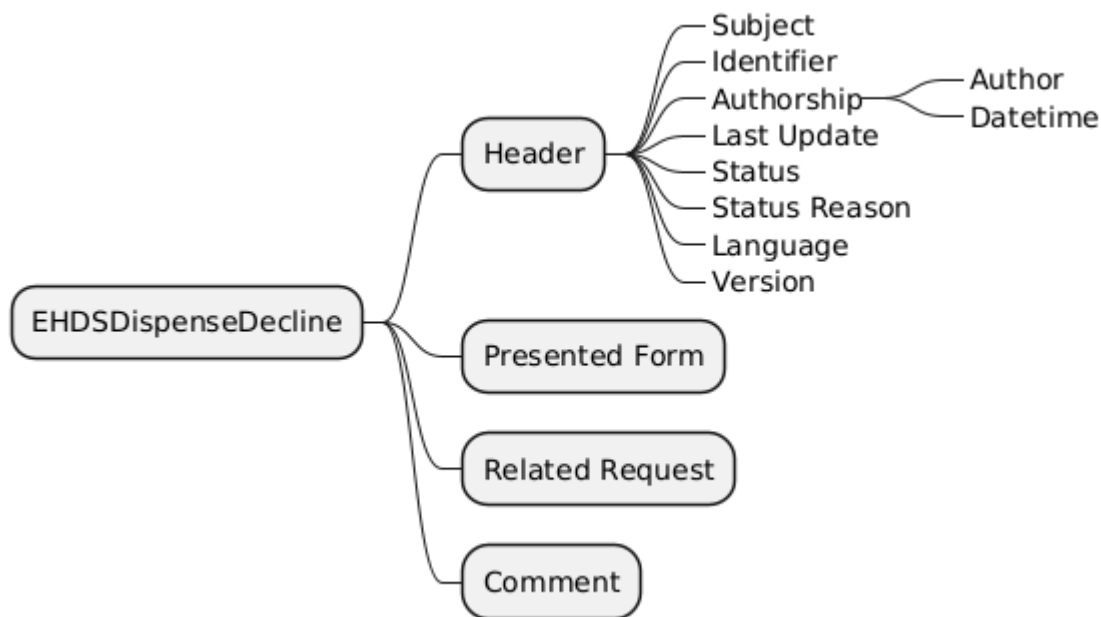 EHDSDispenseDecline
Header
Subject
Identifier
Authorship
Author
Datetime
Last Update
Status
Status Reason
Language
Version
Presented Form
Related Request
Comment